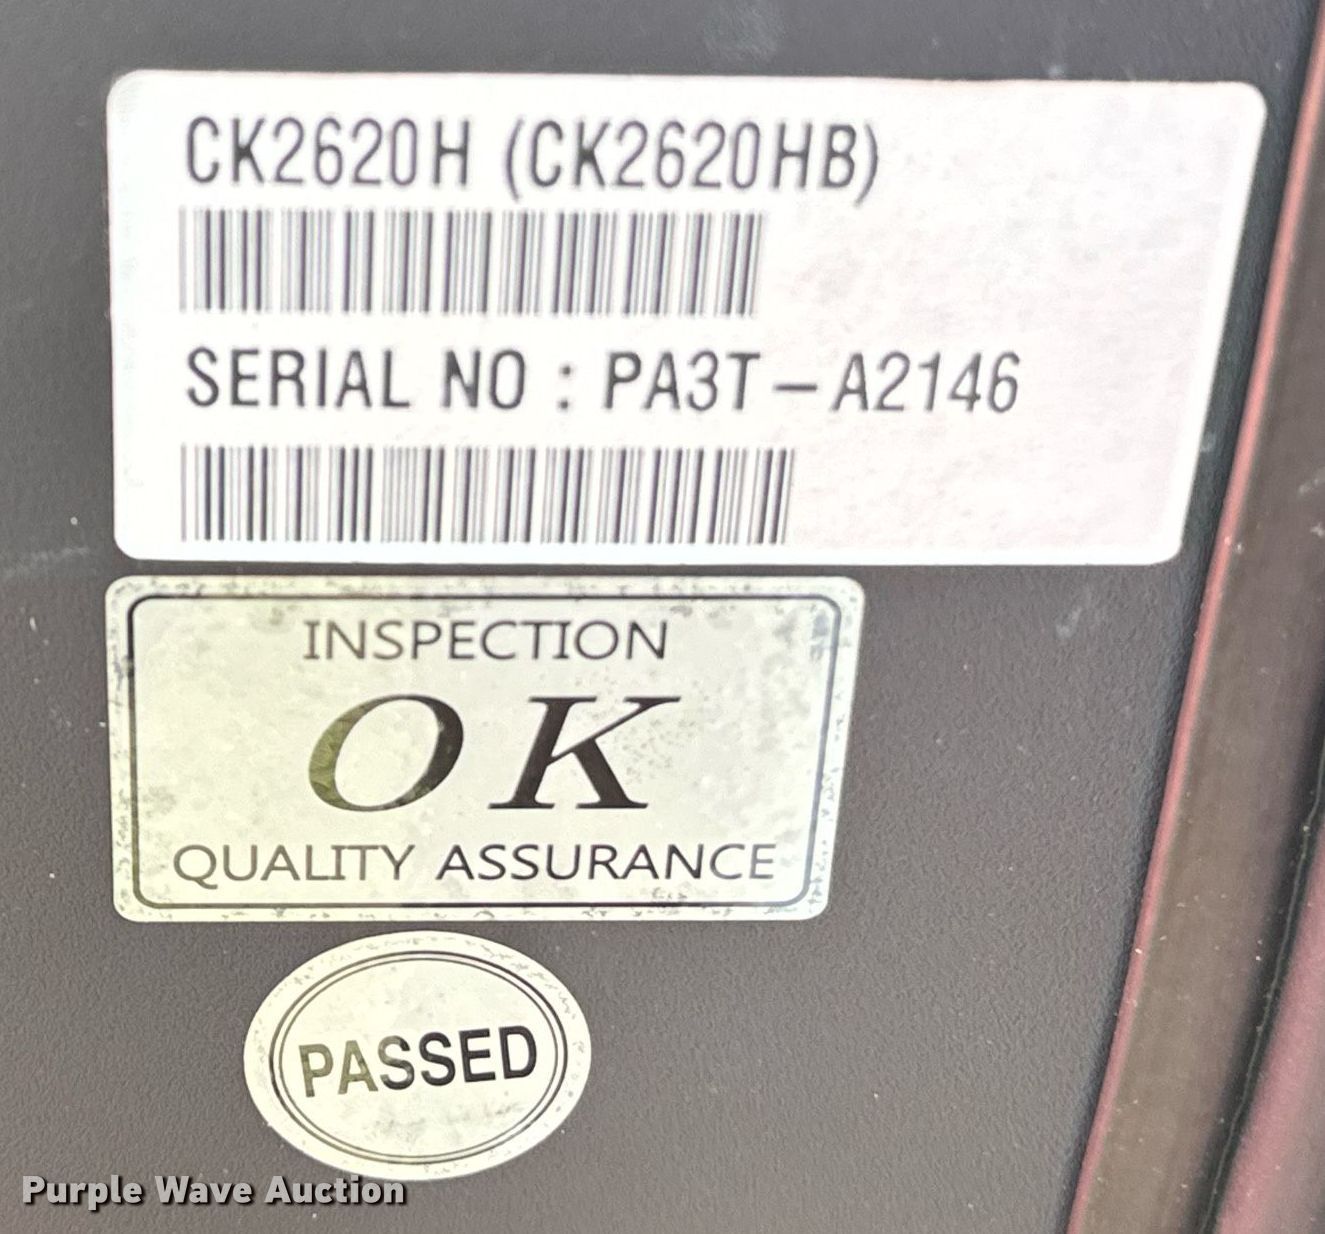 CK2620H (CK2620HB)
SERIAL NO : PA3T–A2146
INSPECTION
OK
QUALITY ASSURANCE
PASSED
Purple Wave Auction